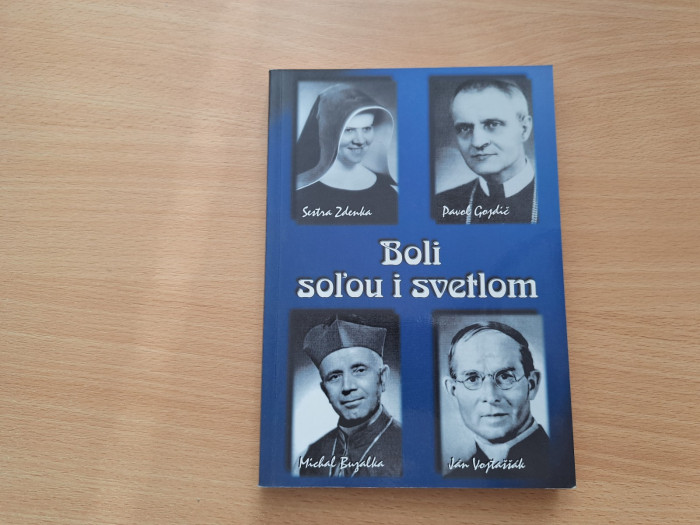 Sestra Zdenka
Pavol Gojdič
Boli
soľou i svetlom
Michal Buzalka
Ján Vojtaššák